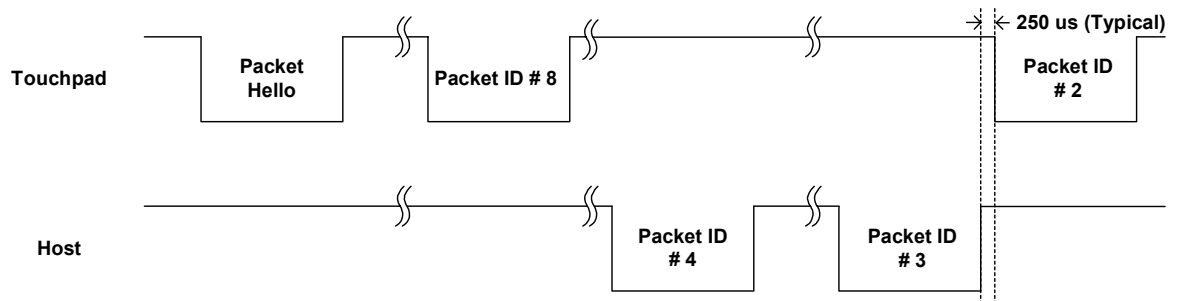 250 us (Typical)
Touchpad
Packet
Hello
Packet ID # 8
Packet ID
# 2
Host
Packet ID
# 4
Packet ID
# 3